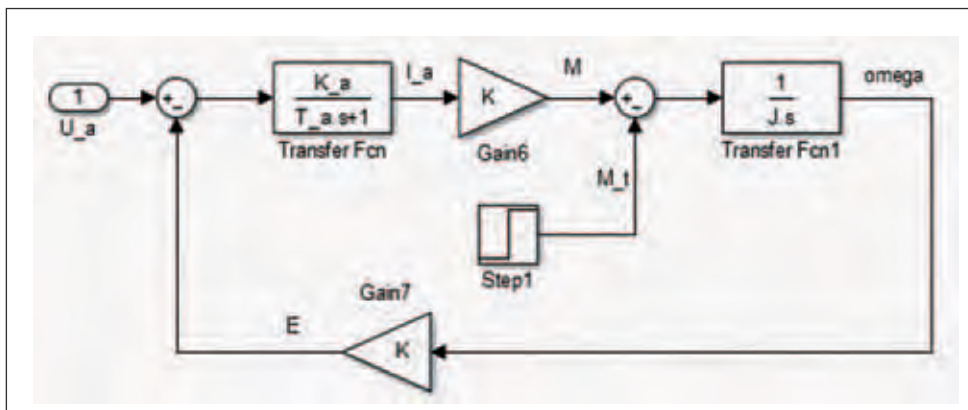 1
U_a
+
-
K_a
T_a.s+1
Transfer Fcn
I_a
K
Gain6
M
+
-
M_t
Step1
1
J.s
Transfer Fcn1
omega
Gain7
K
E